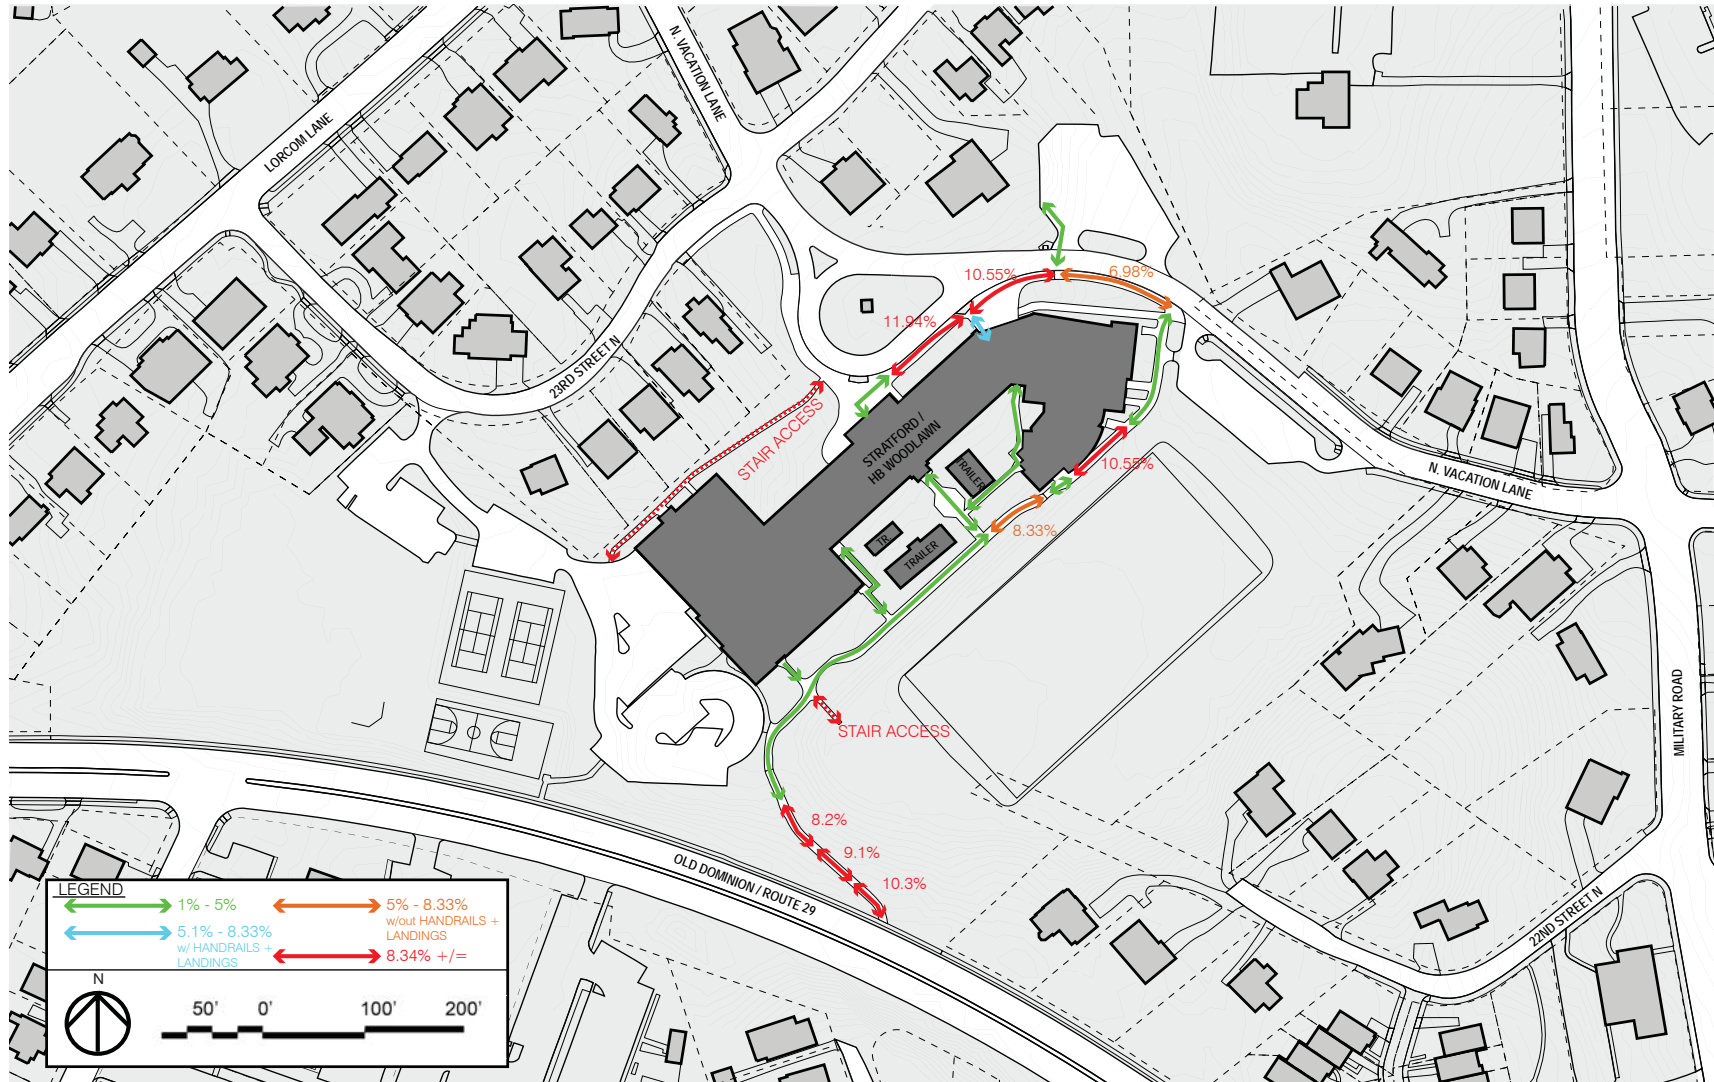 N. VACATION LANE
LORCOM LANE
10.55%
6.98%
11.94%
23RD STREET N
STAIR ACCESS
STRATFORD /
HB WOODLAWN
TRAILER
10.55%
N. VACATION LANE
8.33%
TR
TRAILER
MILITARY ROAD
STAIR ACCESS
8.2%
9.1%
10.3%
OLD DOMINION / ROUTE 29
22ND STREET N
LEGEND
1% - 5%
5% - 8.33%
w/out HANDRAILS +
LANDINGS
5.1% - 8.33%
w/ HANDRAILS +
LANDINGS
8.34% +/=
N
50' 0' 100' 200'